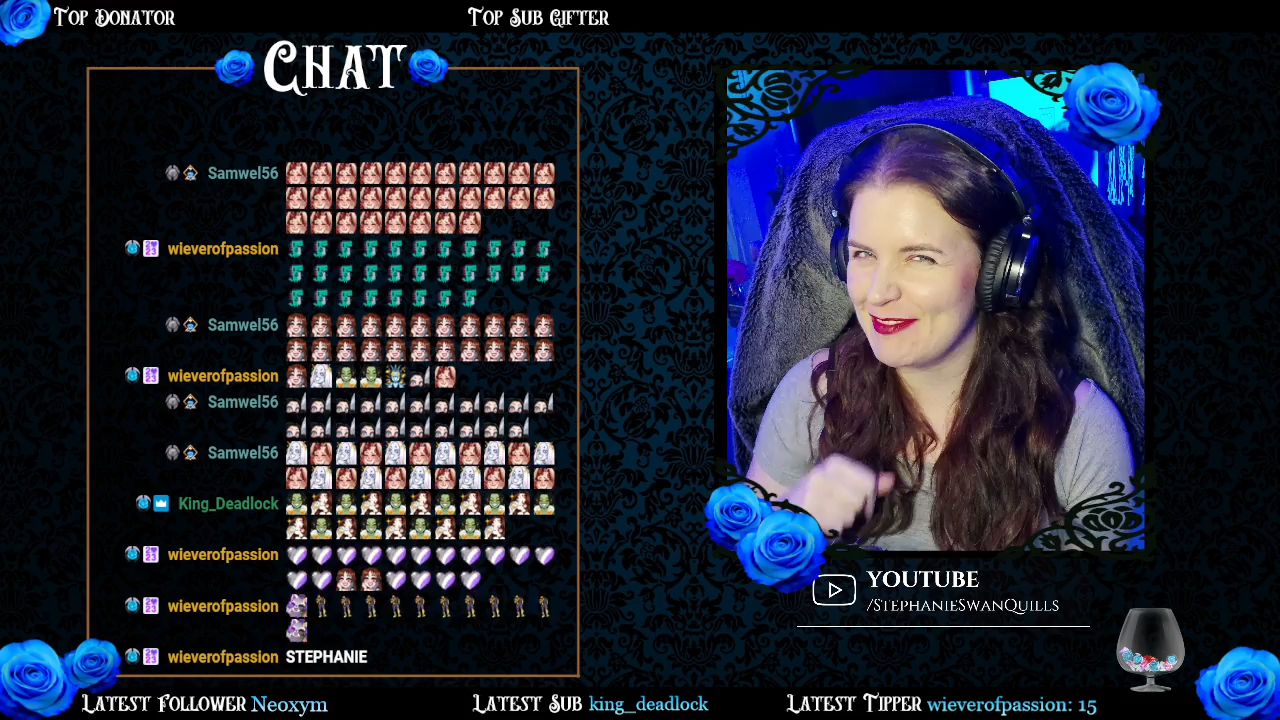 Top Donator
Top Sub Gifter
Chat
Samwel56
wieverofpassion
Samwel56
wieverofpassion
Samwel56
Samwel56
King_Deadlock
wieverofpassion
wieverofpassion
wieverofpassion STEPHANIE
YOUTUBE
/StephanieSwanQuills
Latest Follower Neoxym
Latest Sub king_deadlock
Latest Tipper wieverofpassion: 15